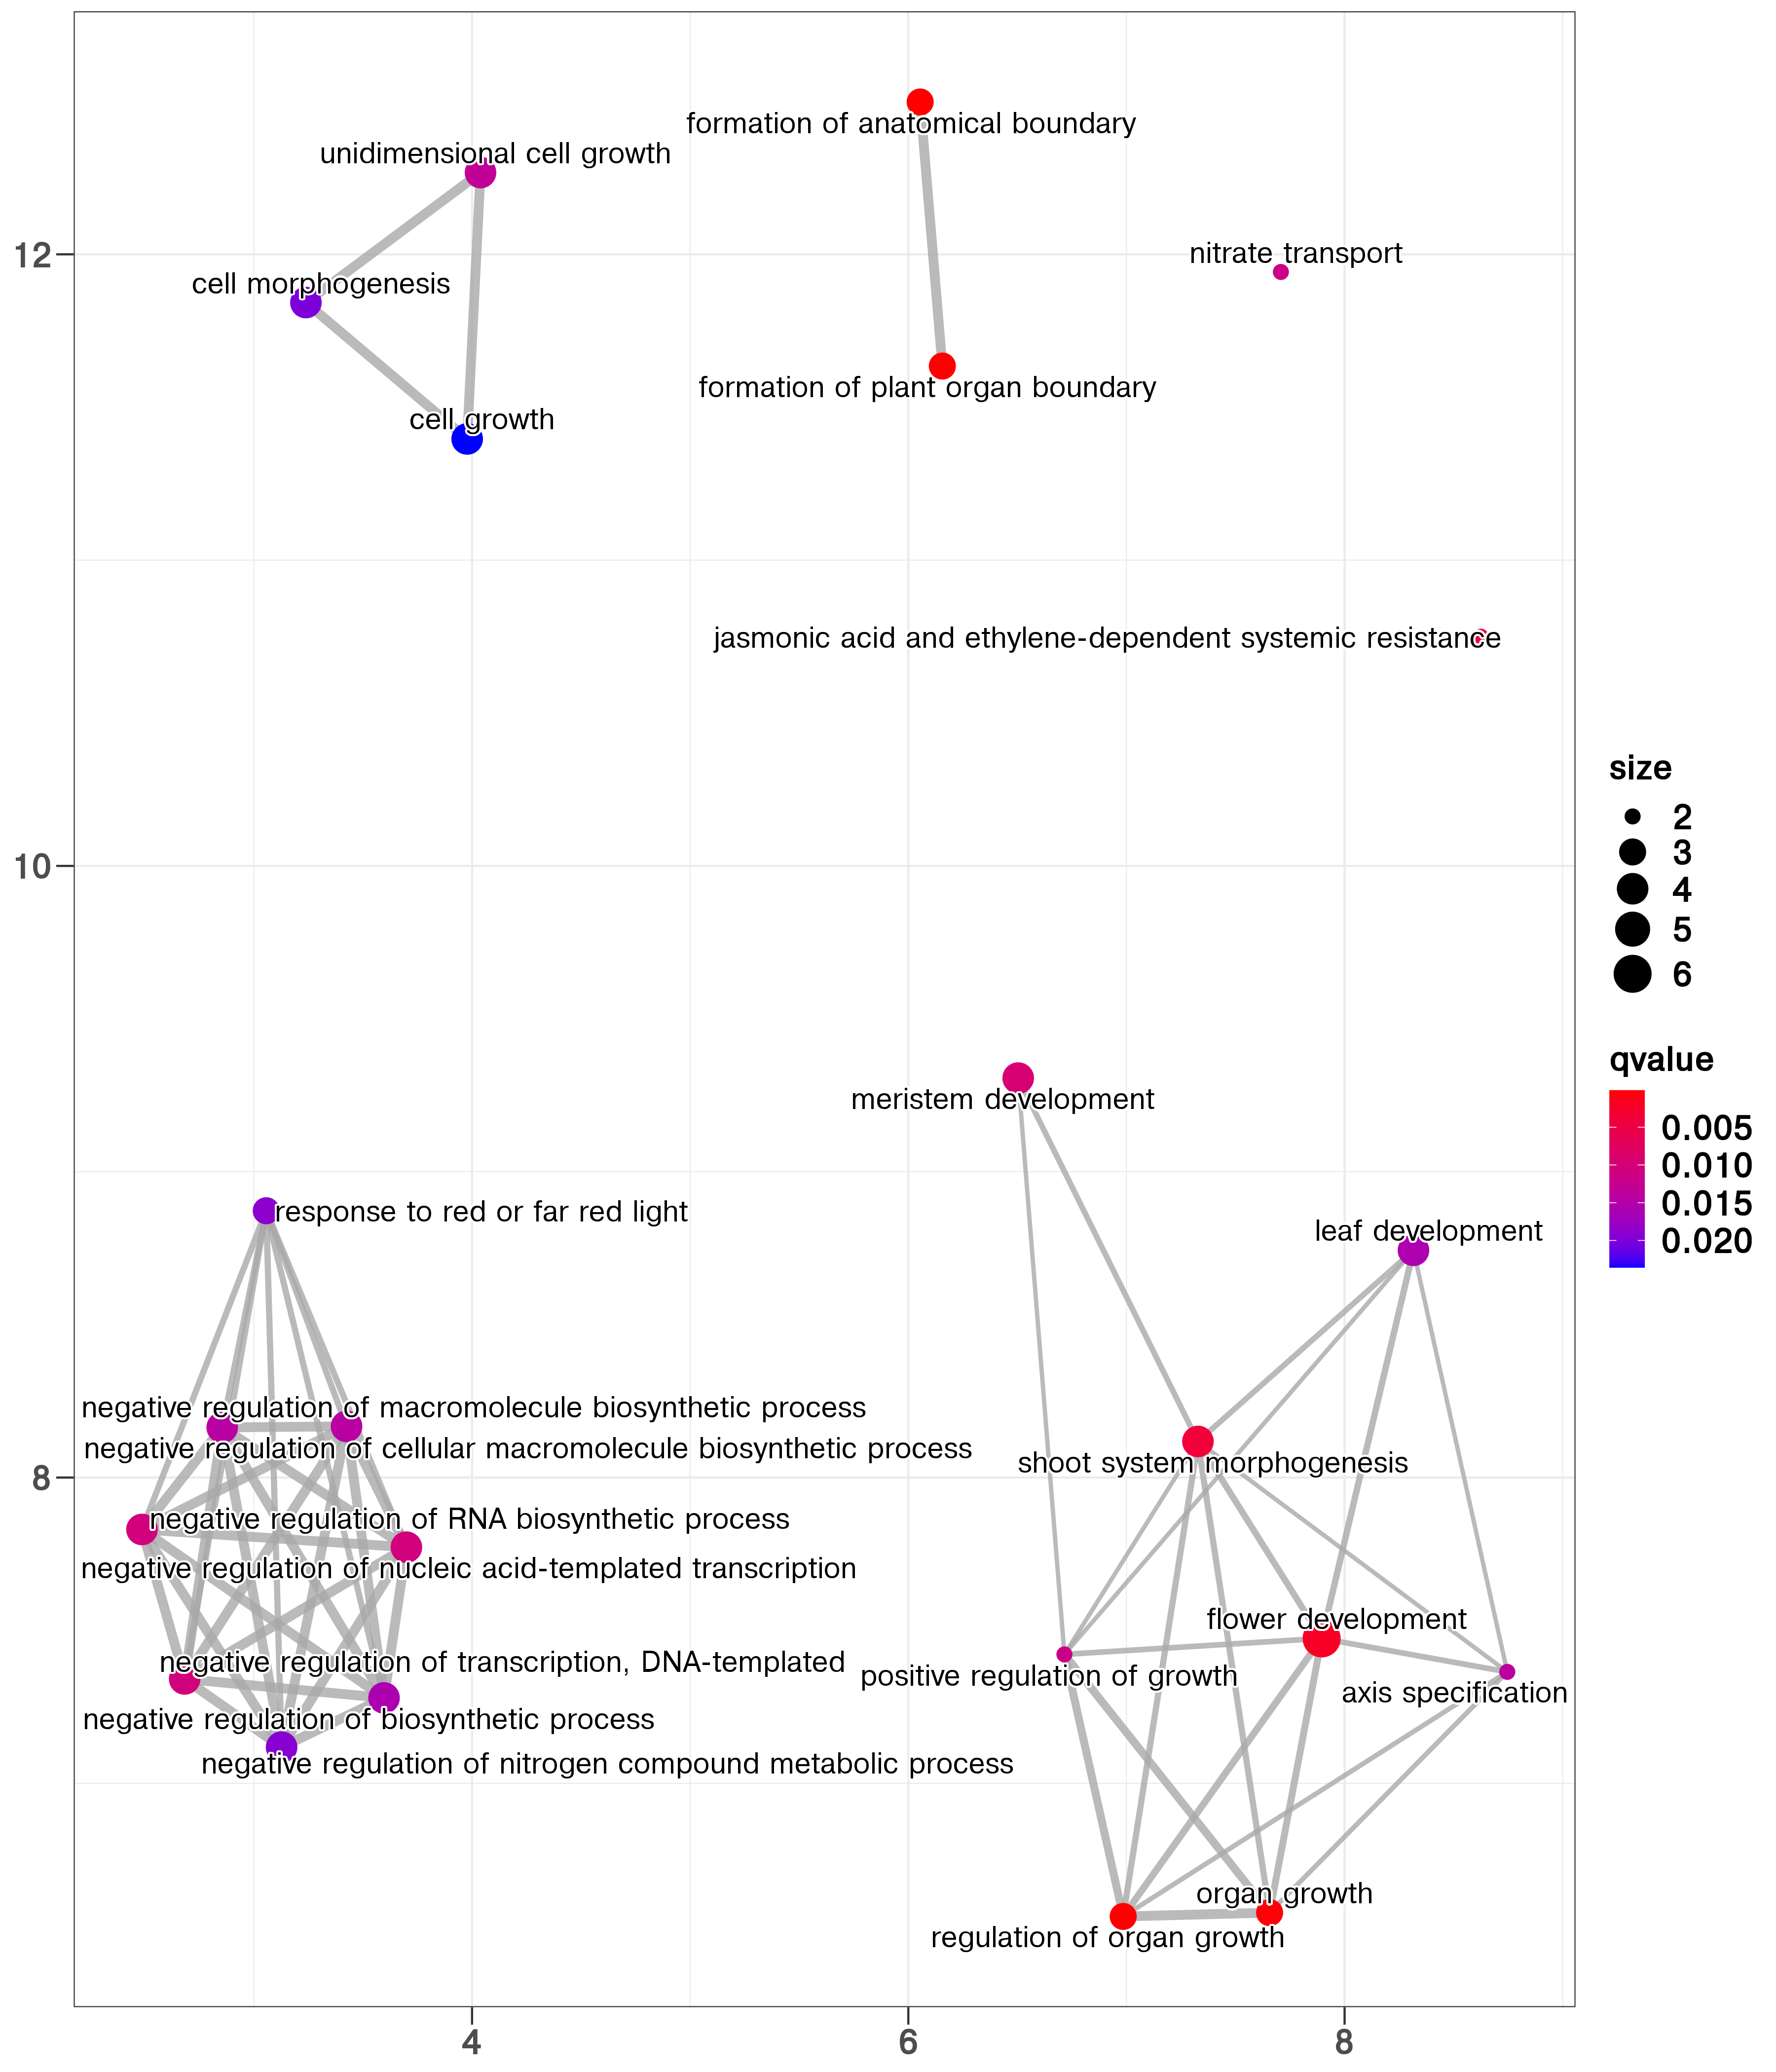 formation of anatomical boundary
unidimensional cell growth
nitrate transport
12
cell morphogenesis
formation of plant organ boundary
cell growth
jasmonic acid and ethylene-dependent systemic resistance
10
meristem development
response to red or far red light
leaf development
negative regulation of macromolecule biosynthetic process
negative regulation of cellular macromolecule biosynthetic process
shoot system morphogenesis
8
negative regulation of RNA biosynthetic process
negative regulation of nucleic acid-templated transcription
flower development
negative regulation of transcription, DNA-templated
positive regulation of growth
axis specification
negative regulation of biosynthetic process
negative regulation of nitrogen compound metabolic process
organ growth
regulation of organ growth
4
6
8
size
2
3
4
5
6
qvalue
0.005
0.010
0.015
0.020